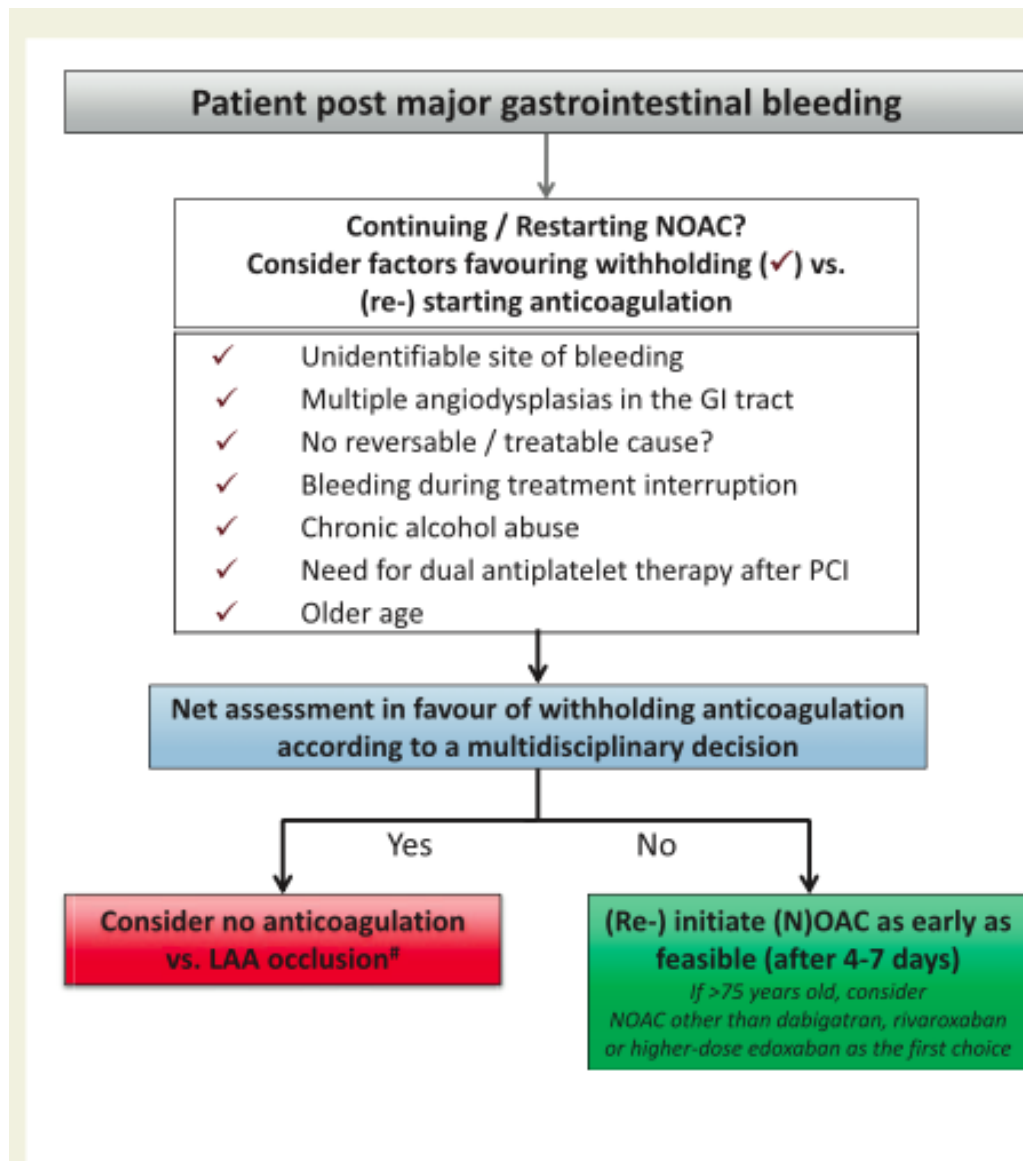 Patient post major gastrointestinal bleeding
Continuing / Restarting NOAC?
Consider factors favouring withholding (✓) vs.
(re-) starting anticoagulation
✓ Unidentifiable site of bleeding
✓ Multiple angiodysplasias in the GI tract
✓ No reversable / treatable cause?
✓ Bleeding during treatment interruption
✓ Chronic alcohol abuse
✓ Need for dual antiplatelet therapy after PCI
✓ Older age
Net assessment in favour of withholding anticoagulation
according to a multidisciplinary decision
Yes
No
Consider no anticoagulation
vs. LAA occlusion#
(Re-) initiate (N)OAC as early as
feasible (after 4-7 days)
If >75 years old, consider
NOAC other than dabigatran, rivaroxaban
or higher-dose edoxaban as the first choice